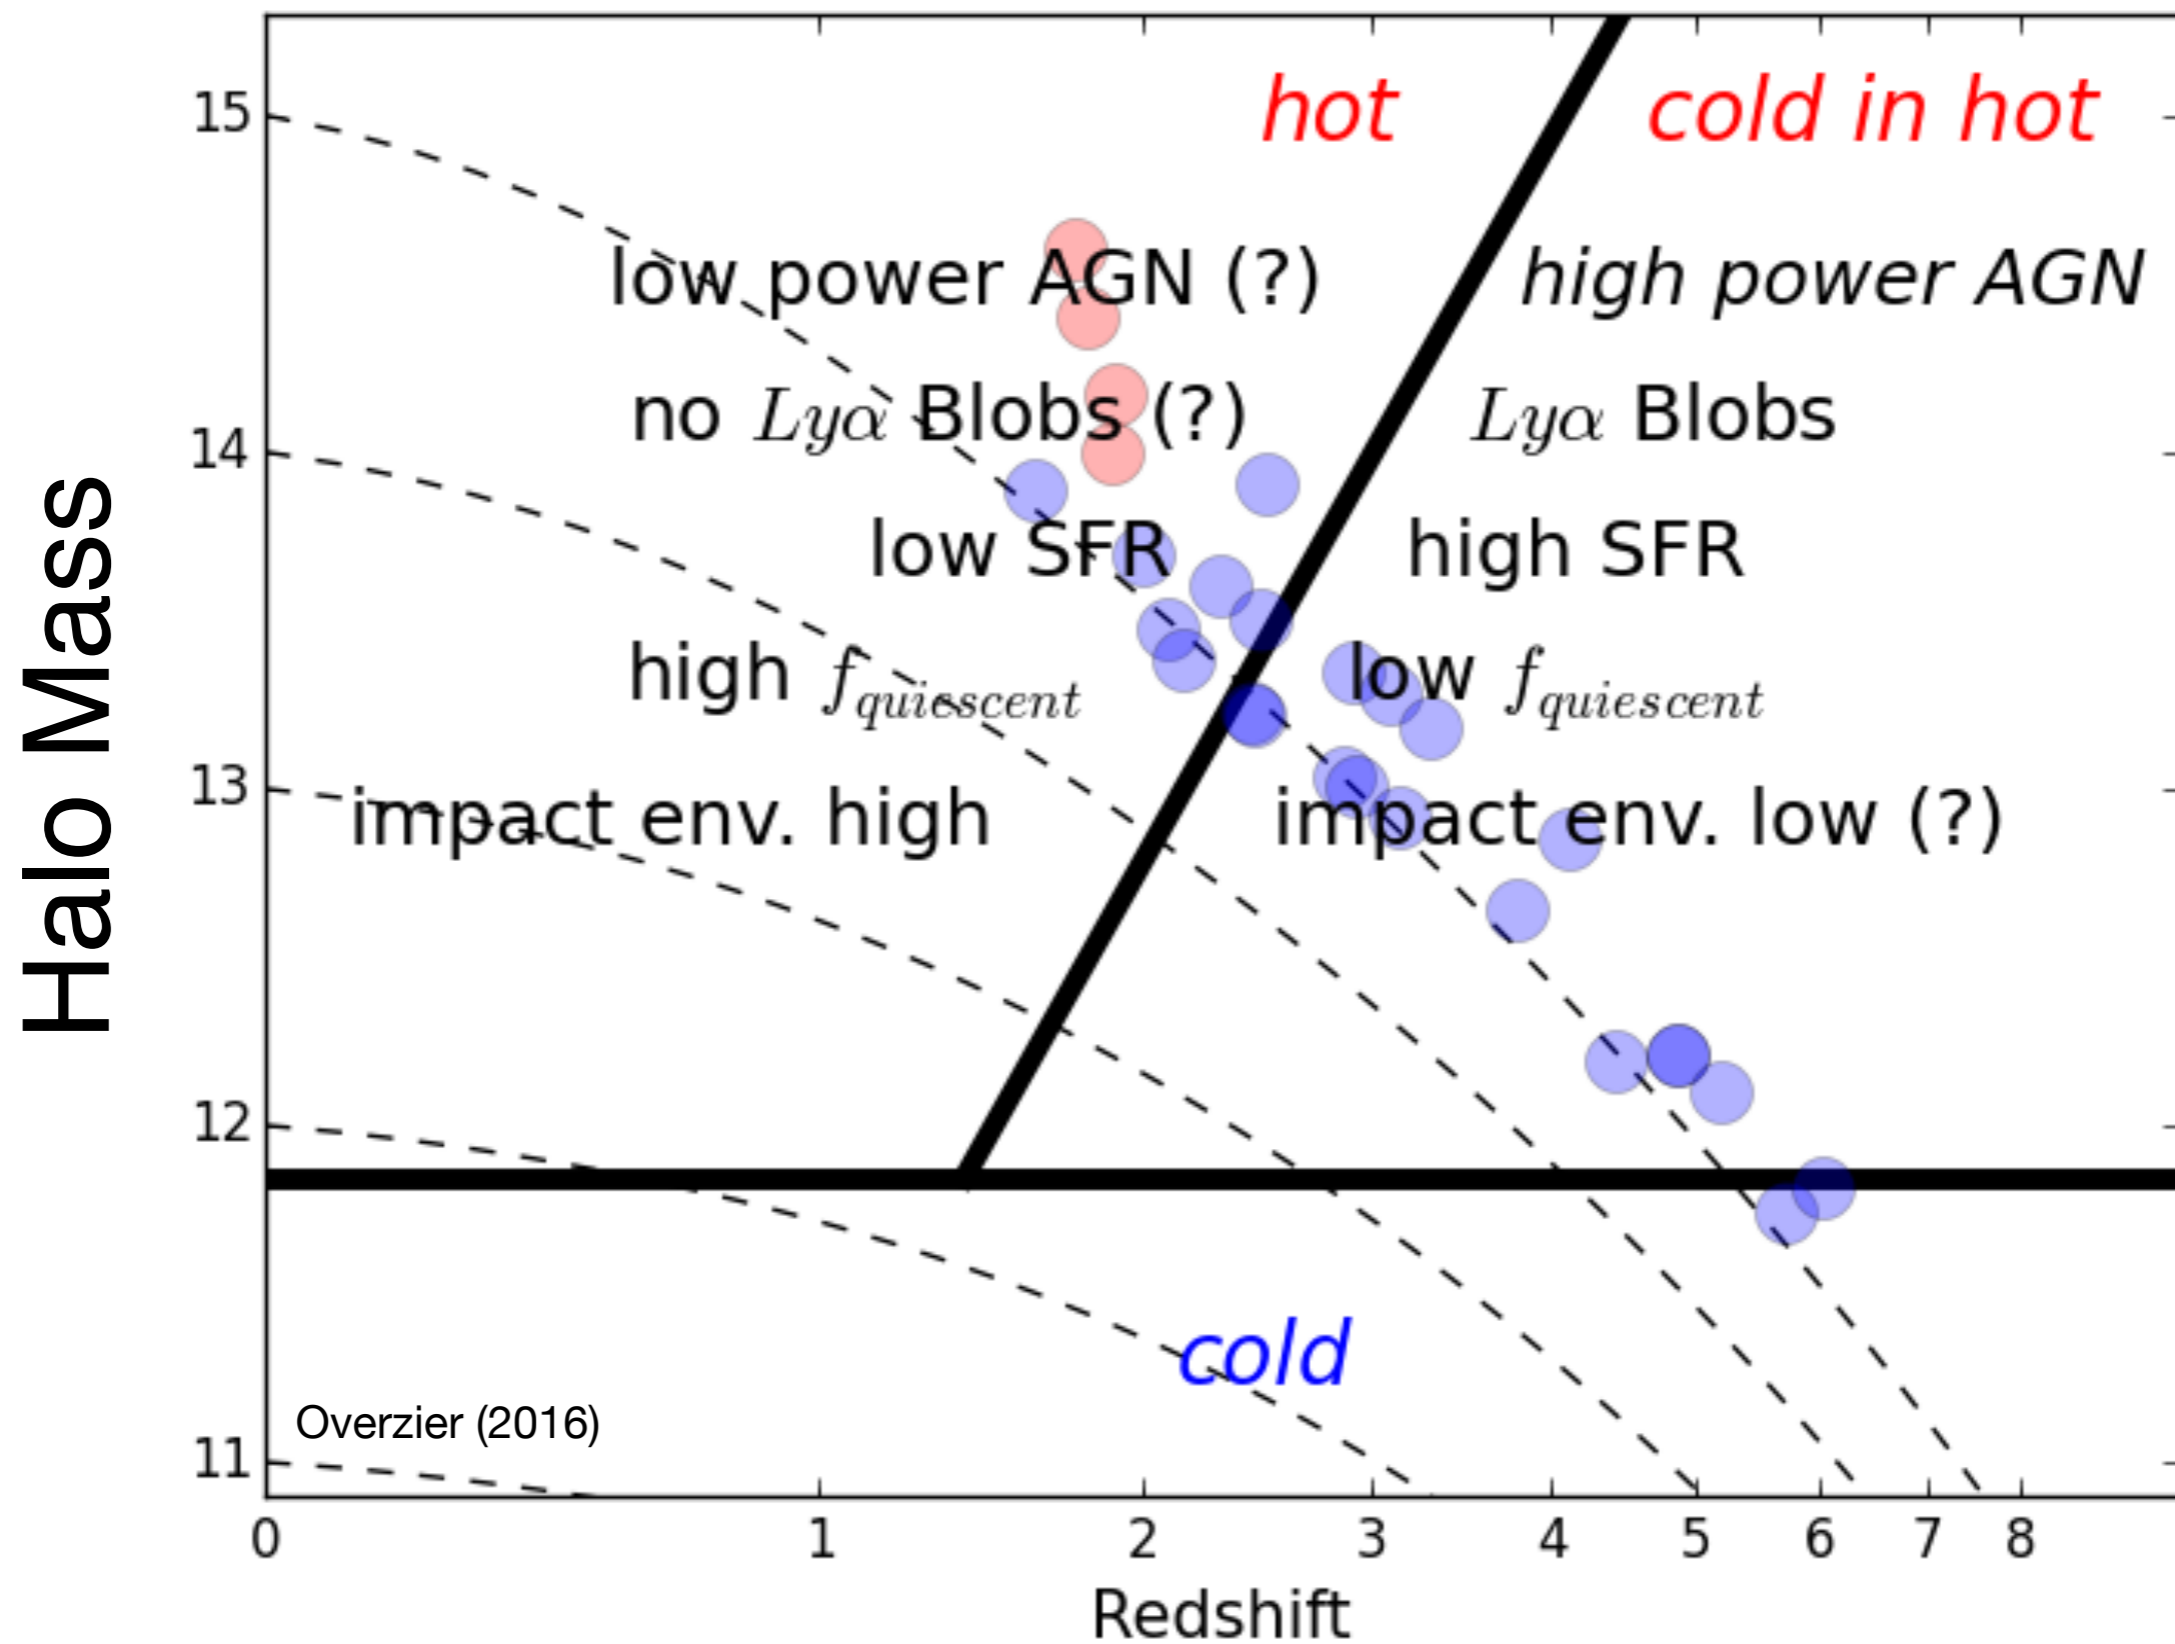 Halo Mass
15
14
13
12
11
hot
cold in hot
low power AGN (?)
high power AGN
no Lyα Blobs (?)
Lyα Blobs
low SFR
high SFR
high fquiescent
low fquiescent
impact env. high
impact env. low (?)
cold
Overzier (2016)
0 1 2 3 4 5 6 7 8
Redshift